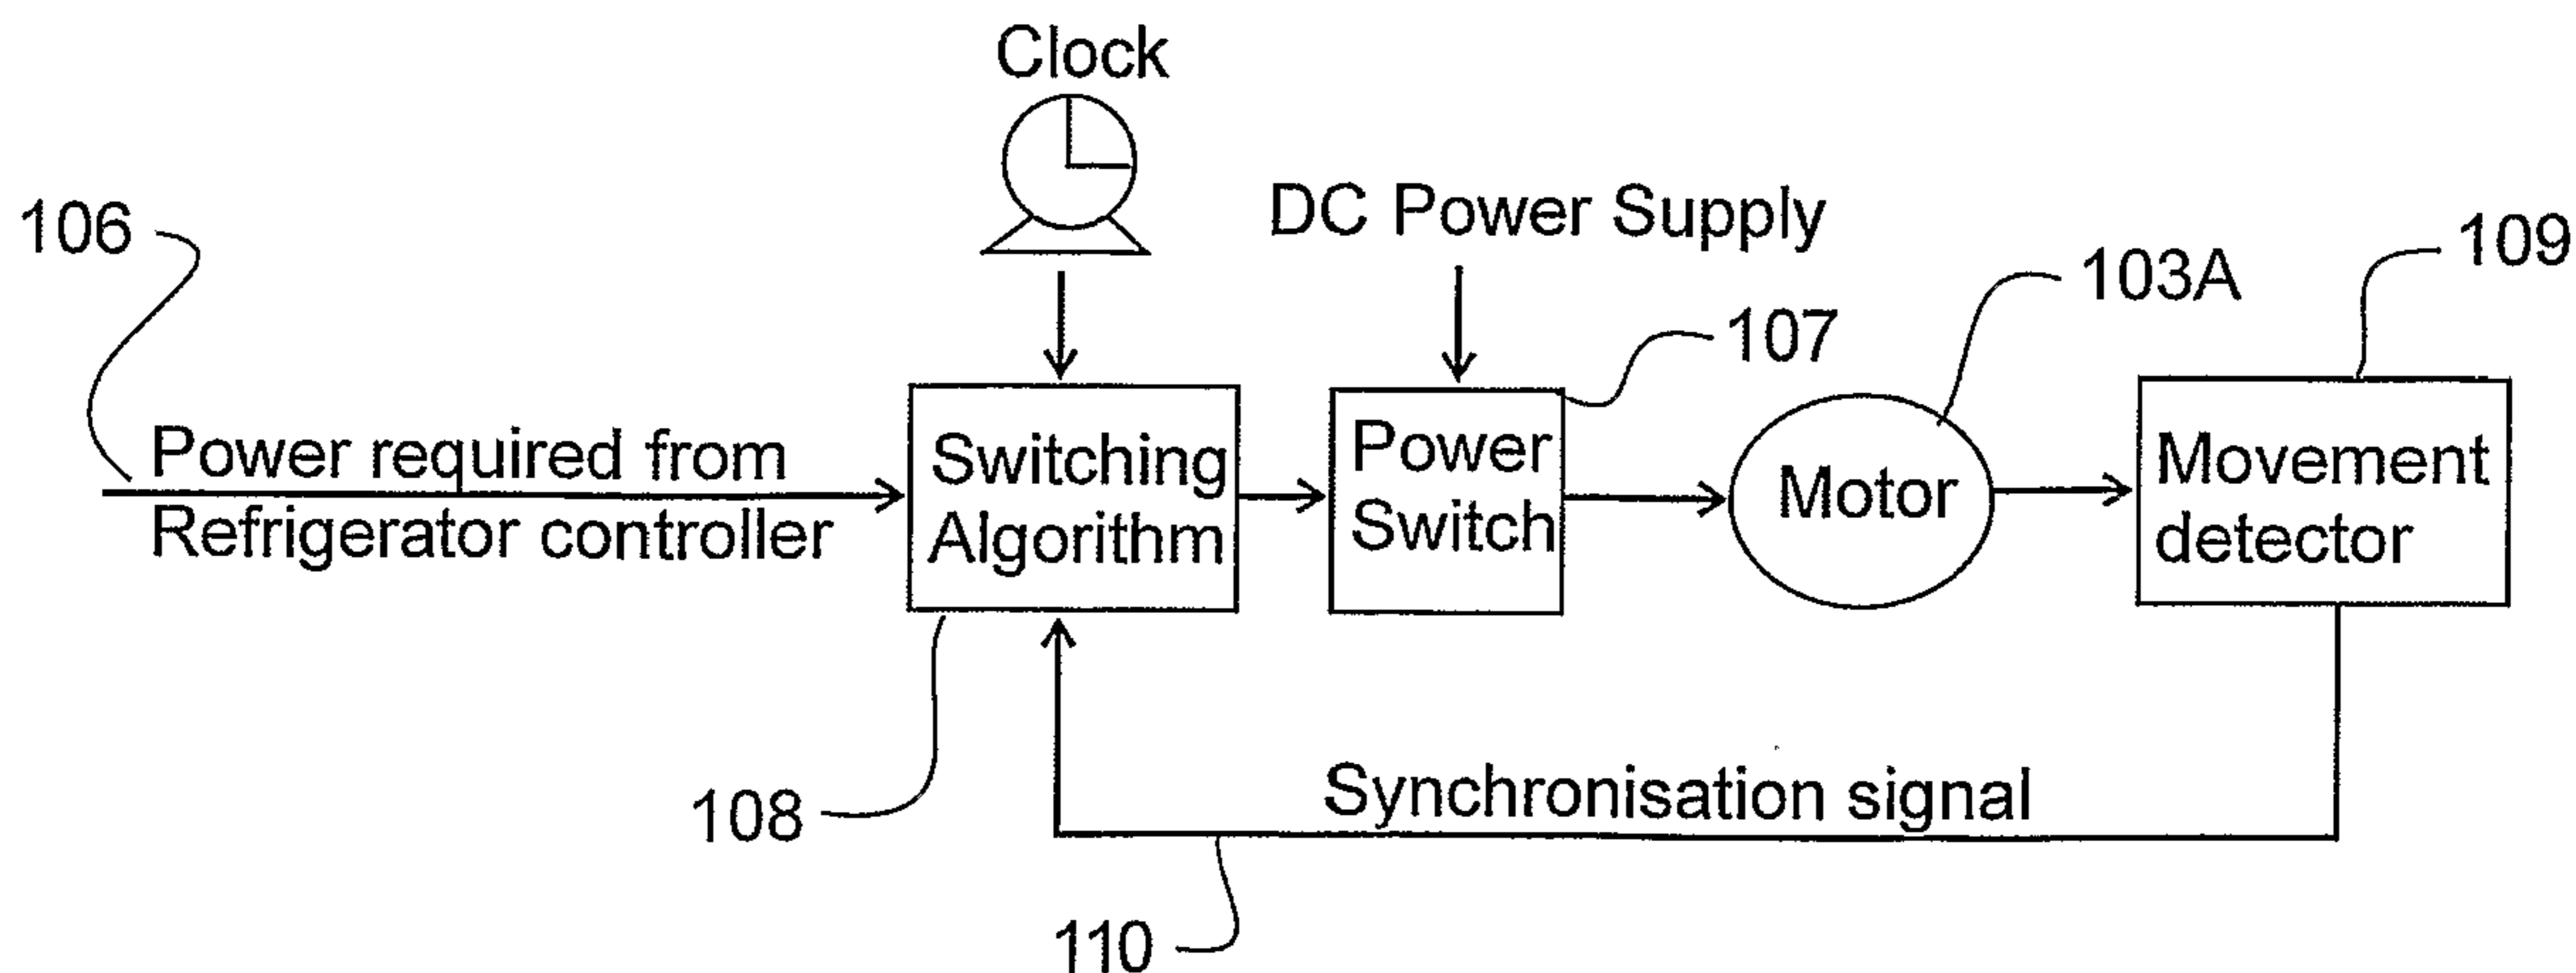 Clock
DC Power Supply
106
109
103A
107
Power required from
Refrigerator controller
Switching
Algorithm
Power
Switch
Motor
Movement
detector
108
Synchronisation signal
110